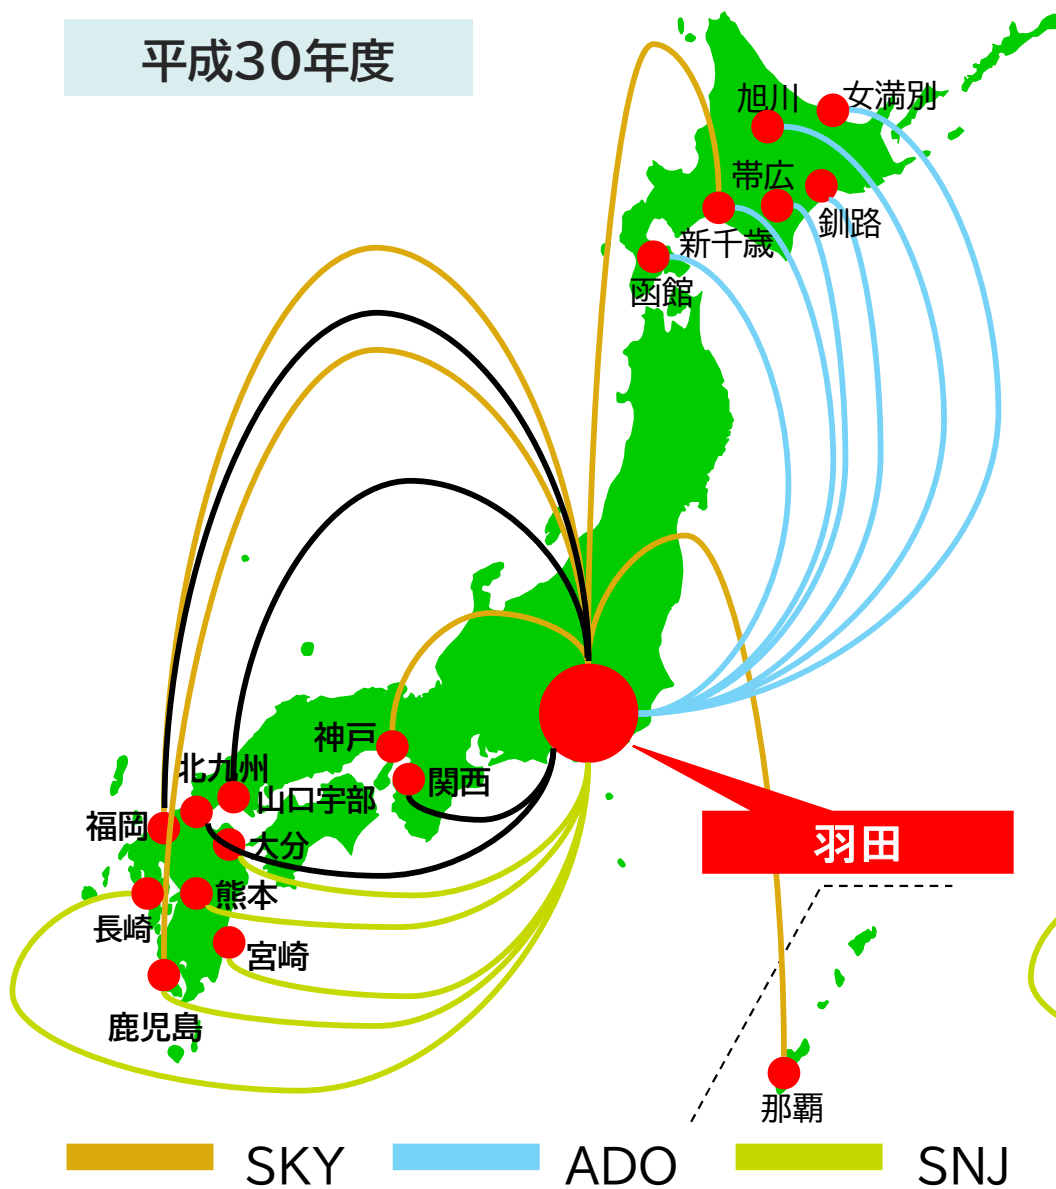 平成30年度
旭川
女満別
帯広
釧路
新千歳
函館
神戸
関西
北九州
山口宇部
福岡
大分
羽田
熊本
長崎
宮崎
鹿児島
那覇
SKY
ADO
SNJ